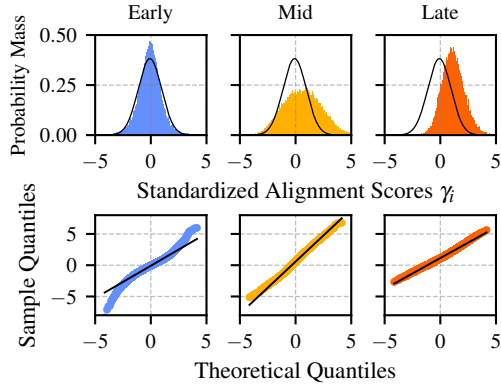 Early Mid Late
Probability Mass
0.50
0.25
0.00
−5 0 5 −5 0 5 −5 0 5
Standardized Alignment Scores γi
Sample Quantiles
5
0
−5
−5 0 5 −5 0 5 −5 0 5
Theoretical Quantiles